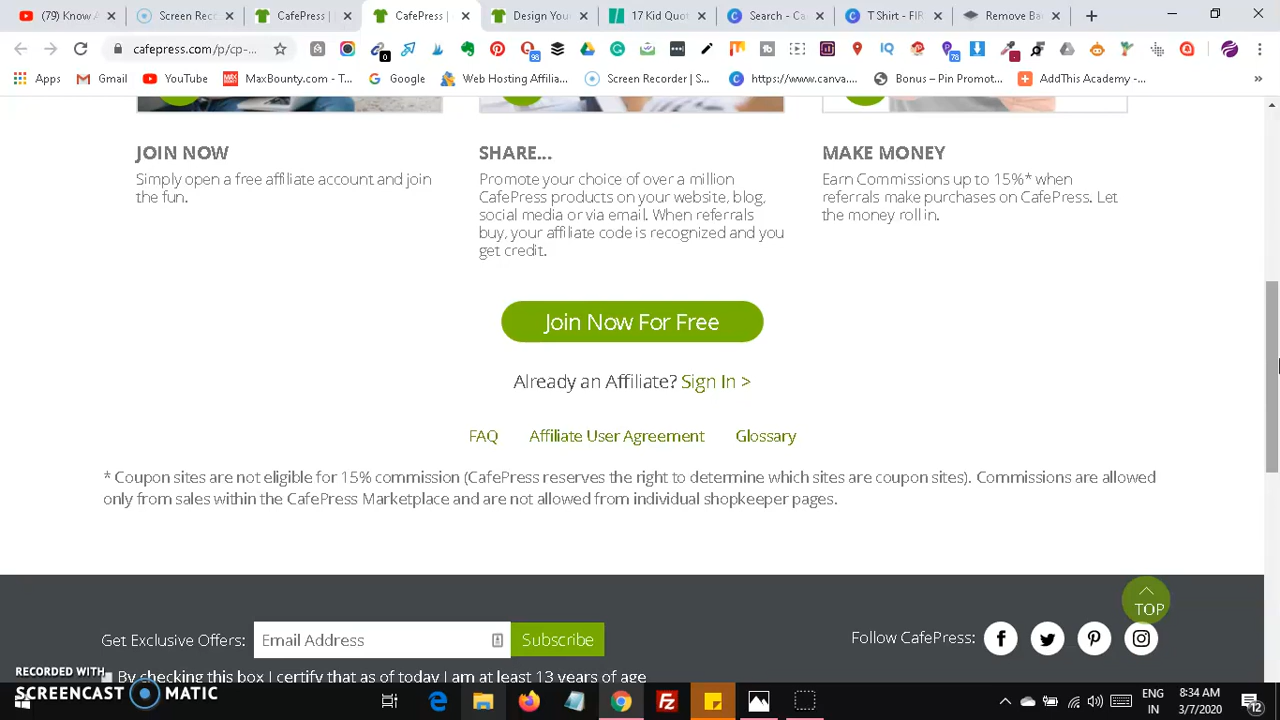 (79) Know A
Screen Rec
CafePress |
CafePress |
Design You
17 Kid Quot
Search - Ca
T Shirt - FIR
Remove Ba
cafepress.com/p/cp-...
0
98
IQ
78
Apps
Gmail
YouTube
MaxBounty.com - T...
Google
Web Hosting Affilia...
Screen Recorder | S...
https://www.canva....
Bonus – Pin Promot...
AddThis Academy -...
»
JOIN NOW
Simply open a free affiliate account and join
the fun.
SHARE...
Promote your choice of over a million
CafePress products on your website, blog,
social media or via email. When referrals
buy, your affiliate code is recognized and you
get credit.
MAKE MONEY
Earn Commissions up to 15%* when
referrals make purchases on CafePress. Let
the money roll in.
Join Now For Free
Already an Affiliate? Sign In >
FAQ Affiliate User Agreement Glossary
* Coupon sites are not eligible for 15% commission (CafePress reserves the right to determine which sites are coupon sites). Commissions are allowed
only from sales within the CafePress Marketplace and are not allowed from individual shopkeeper pages.
TOP
Get Exclusive Offers: Email Address Subscribe
Follow CafePress:
By checking this box I certify that as of today I am at least 13 years of age
RECORDED WITH
SCREENCAST MATIC
ENG
IN
8:34 AM
3/7/2020
12